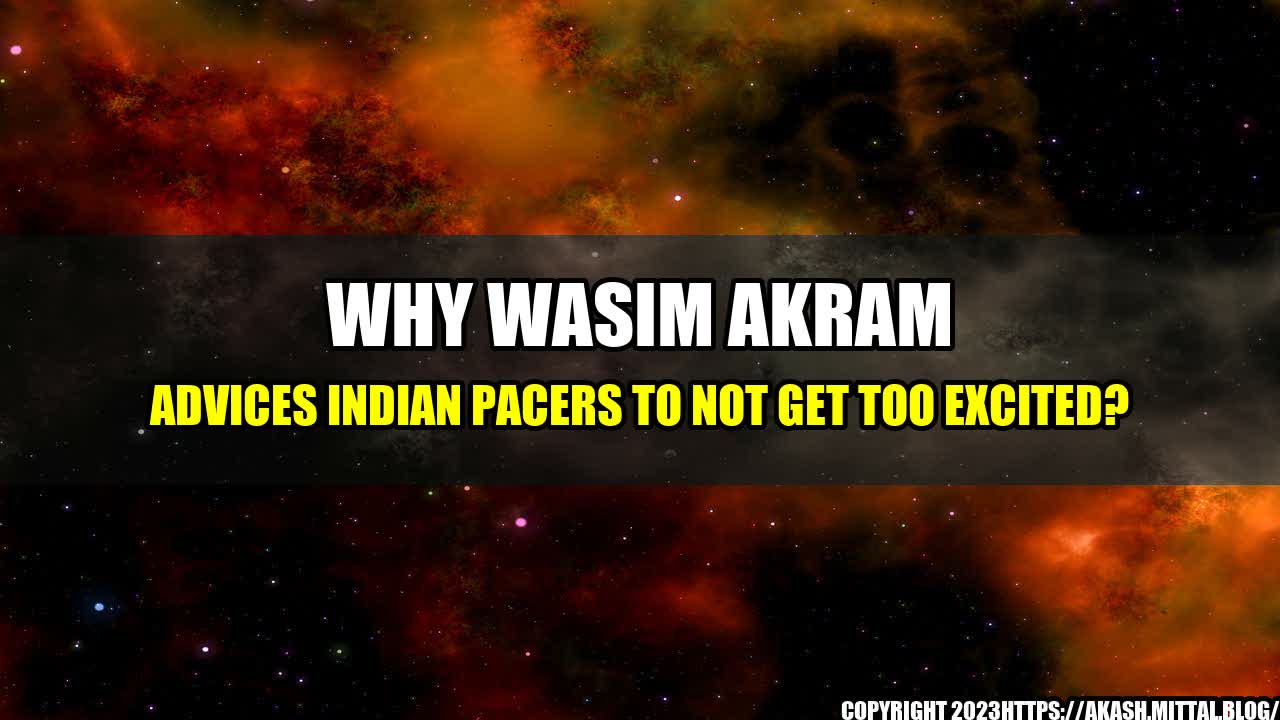 WHY WASIM AKRAM
ADVICES INDIAN PACERS TO NOT GET TOO EXCITED?
COPYRIGHT 2023HTTPS://AKASH.MITTAL.BLOG/